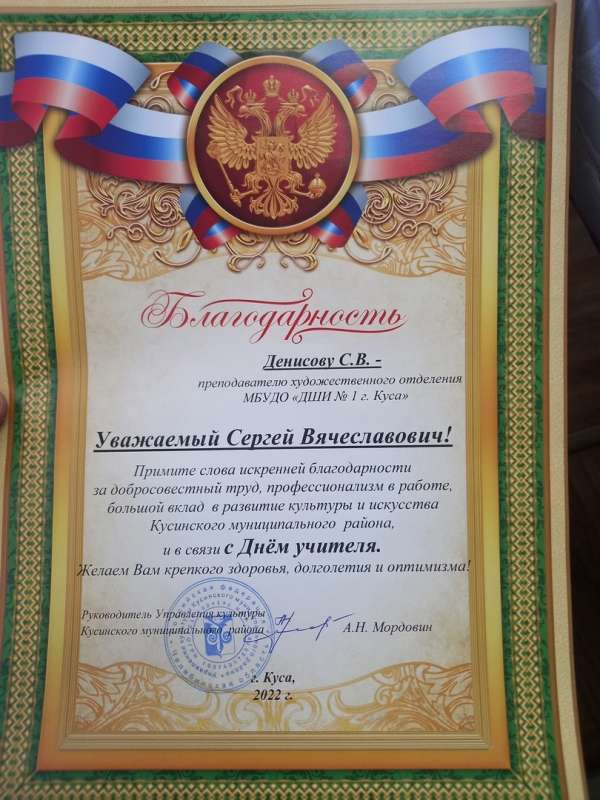 Благодарность
Денисову С.В. -
преподавателю художественного отделения
МБУДО «ДШИ № 1 г. Куса»
Уважаемый Сергей Вячеславович!
Примите слова искренней благодарности
за добросовестный труд, профессионализм в работе,
большой вклад в развитие культуры и искусства
Кусинского муниципального района,
и в связи с Днём учителя.
Желаем Вам крепкого здоровья, долголетия и оптимизма!
Руководитель Управления культуры
Кусинского муниципального района
А.Н. Мордовин
г. Куса,
2022 г.